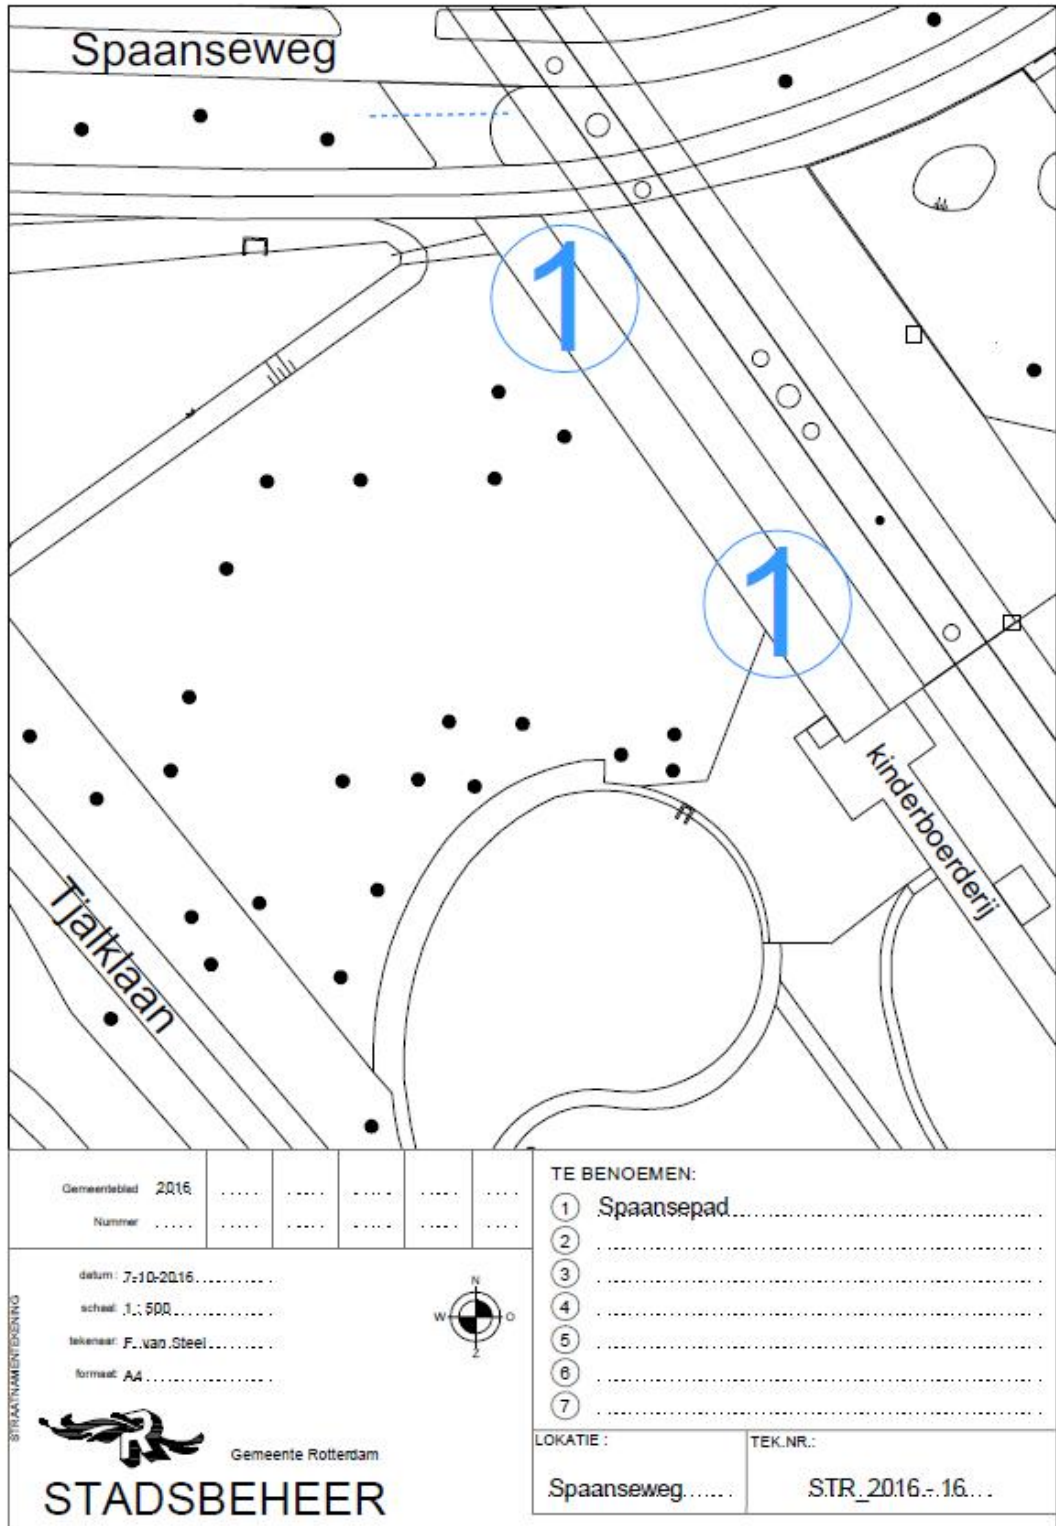 Spaanseweg
1
1
kinderboerderij
Tjalklaan
Gemeenteblad 2016
Nummer
TE BENOEMEN:
1 Spaansepad
2
3
4
5
6
7
STRAATNAMENTEKENING
datum: 7-10-2016
schaal: 1 : 500
tekenaar: F. van Steel
formaat: A4
N
W O
Z
R
Gemeente Rotterdam
STADSBEHEER
LOKATIE :
Spaanseweg
TEK.NR.:
STR_2016 - 16